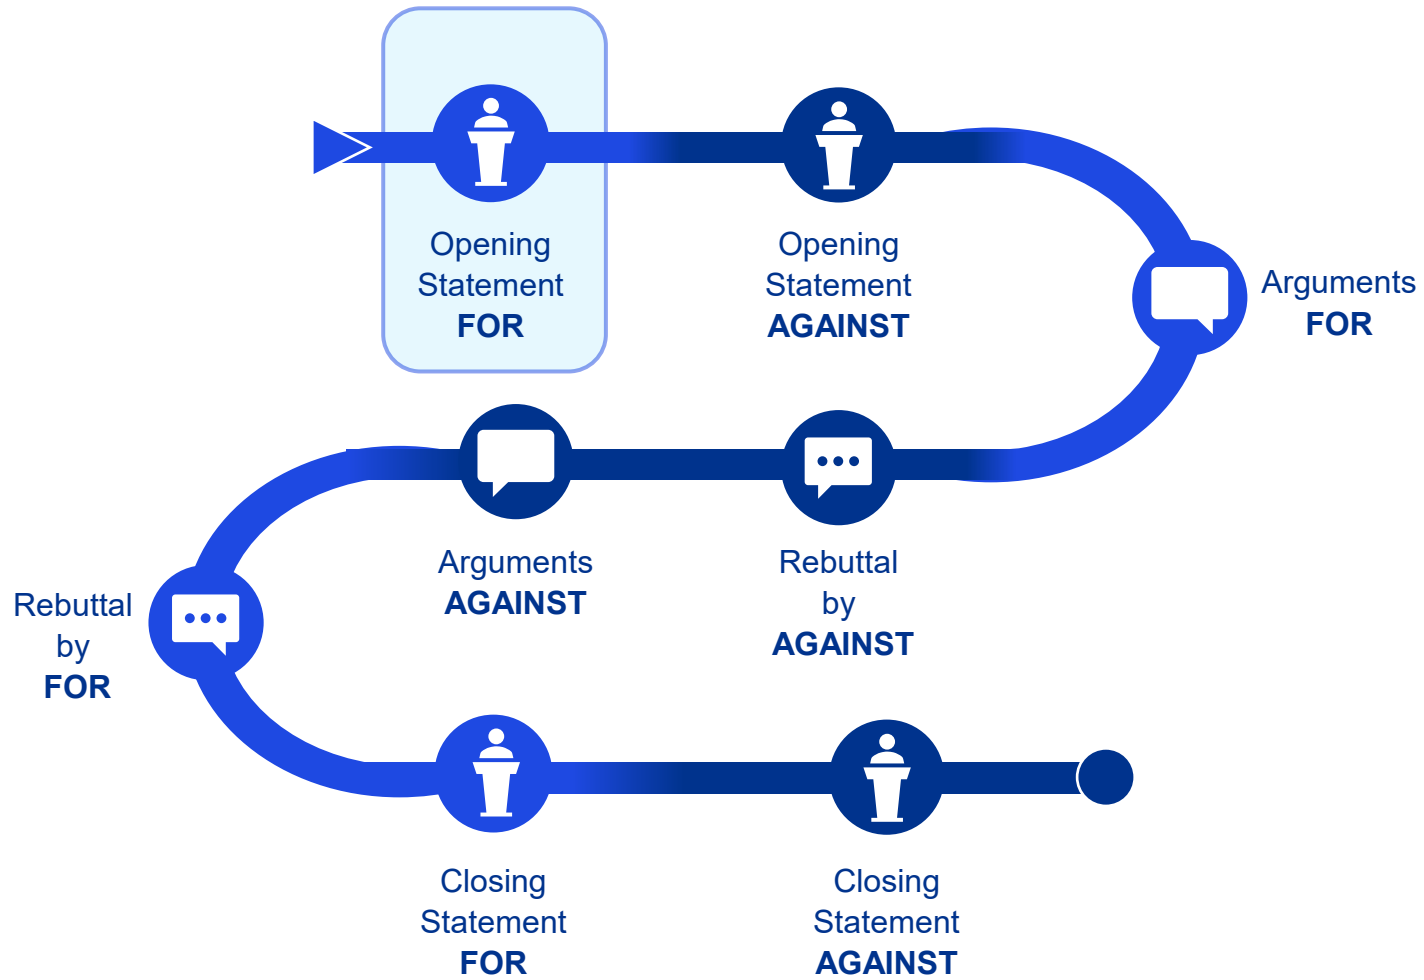 Opening
Statement
FOR
Opening
Statement
AGAINST
Arguments
FOR
Rebuttal
by
AGAINST
Arguments
AGAINST
Rebuttal
by
FOR
Closing
Statement
FOR
Closing
Statement
AGAINST